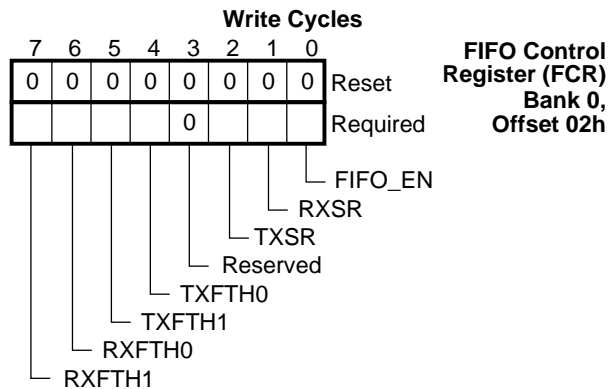 Write Cycles
7 6 5 4 3 2 1 0
FIFO Control
Register (FCR)
Bank 0,
Offset 02h
0 0 0 0 0 0 0 0 Reset
0 Required
FIFO_EN
RXSR
TXSR
Reserved
TXFTH0
TXFTH1
RXFTH0
RXFTH1